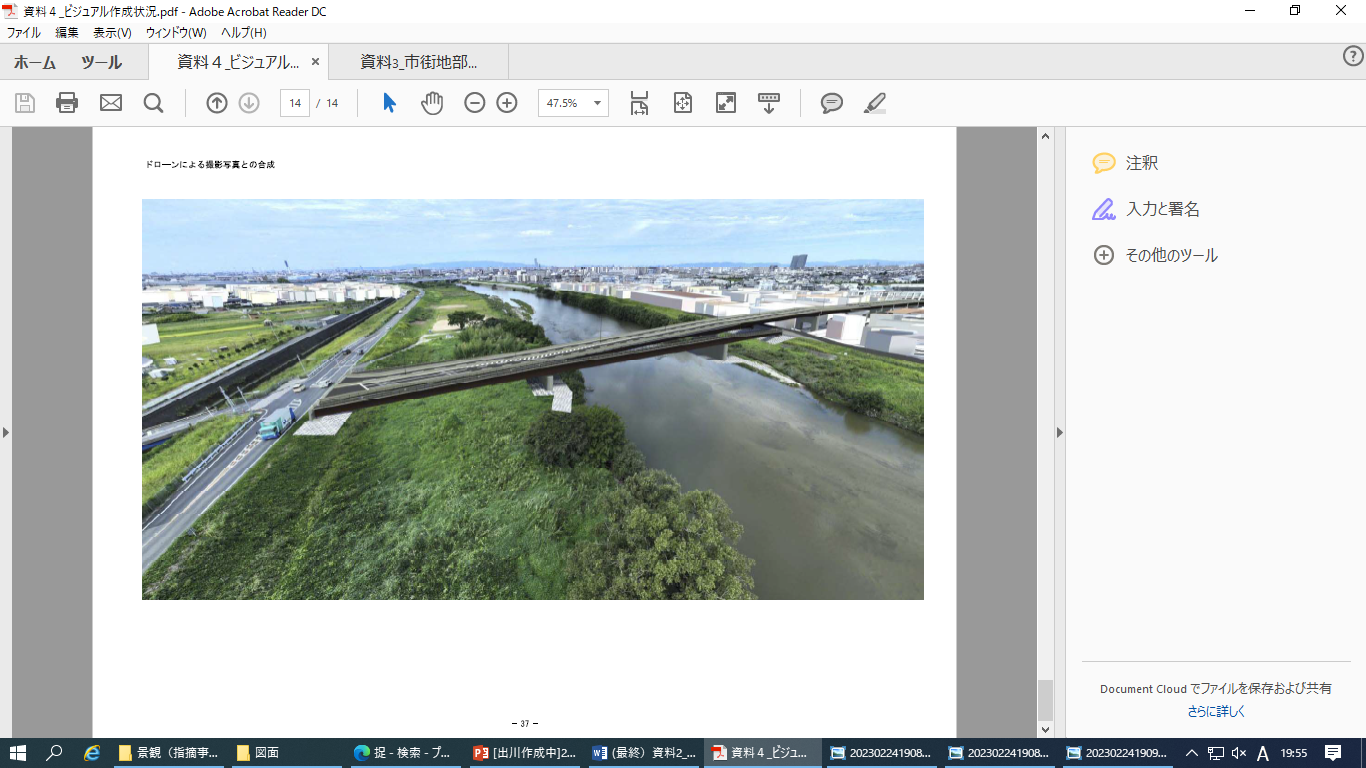 資料４_ビジュアル作成状況.pdf - Adobe Acrobat Reader DC
ファイル 編集 表示(V) ウィンドウ(W) ヘルプ(H)
ホーム ツール 資料４_ビジュアル... × 資料3_市街地部...
14 / 14 47.5%
ドローンによる撮影写真との合成
注釈
入力と署名
その他のツール
Document Cloud でファイルを保存および共有
さらに詳しく
− 37 −
景観（指摘事... 図面 捉 - 検索 - プ... [出川作成中]2... (最終）資料2_... 資料４_ビジュ... 202302241908... 202302241908... 202302241909... A 19:55